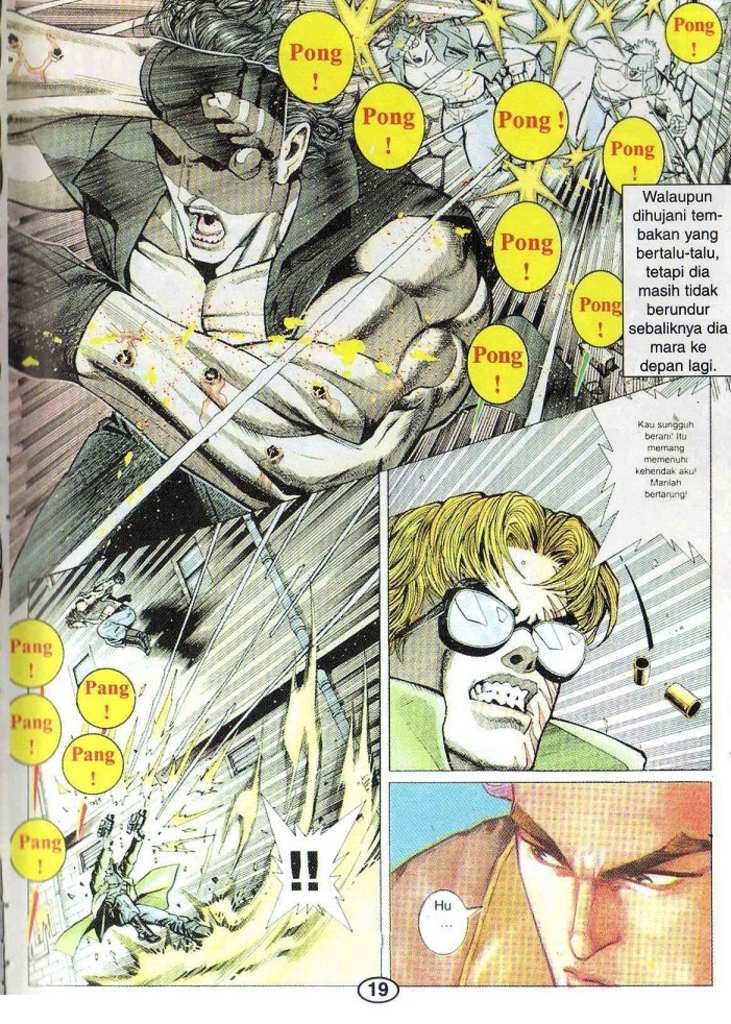 Pong
!
Pong
!
Pong
!
Pong !
Pong
!
Pong
!
Pong
!
Pong
!
Walaupun
dihujani tem-
bakan yang
bertalu-talu,
tetapi dia
masih tidak
berundur
sebaliknya dia
mara ke
depan lagi.
Kau sungguh
berani! Itu
memang
memenuhi
kehendak aku!
Marilah
bertarung!
Pang
!
Pang
!
Pang
!
Pang
!
Pang
!
!!
Hu
...
19